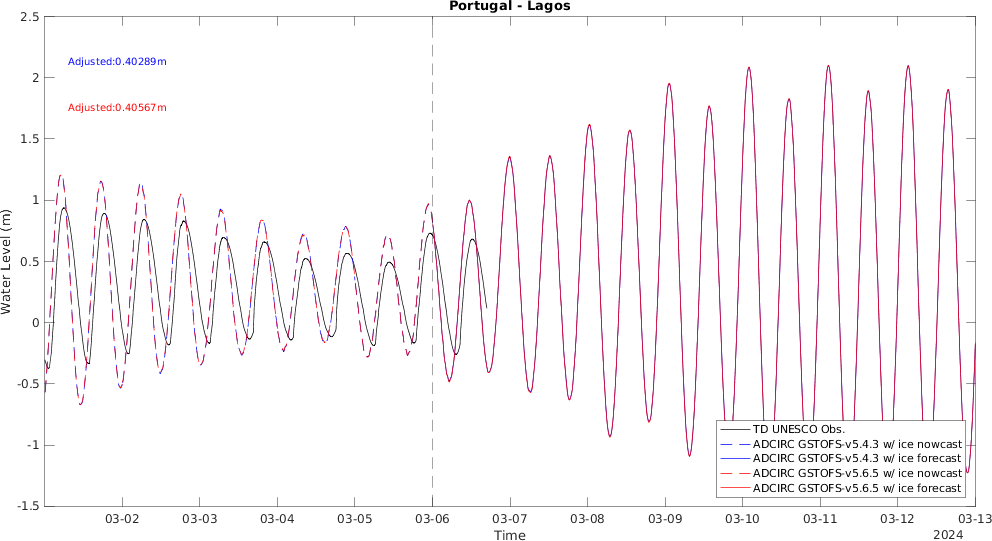 Portugal - Lagos
2.5
2
1.5
1
0.5
0
-0.5
-1
-1.5
Water Level (m)
Adjusted:0.40289m
Adjusted:0.40567m
TD UNESCO Obs.
ADCIRC GSTOFS-v5.4.3 w/ ice nowcast
ADCIRC GSTOFS-v5.4.3 w/ ice forecast
ADCIRC GSTOFS-v5.6.5 w/ ice nowcast
ADCIRC GSTOFS-v5.6.5 w/ ice forecast
03-02 03-03 03-04 03-05 03-06 03-07 03-08 03-09 03-10 03-11 03-12 03-13
Time
2024